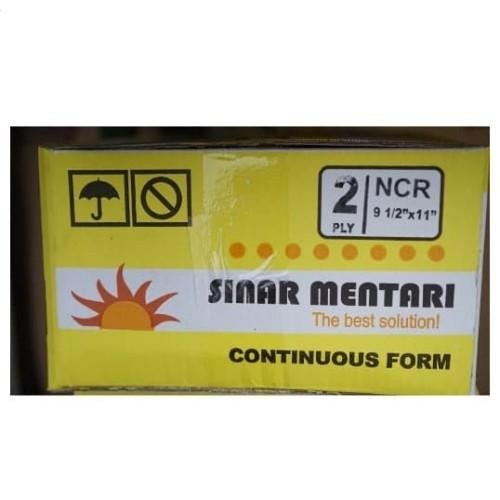 2 NCR
PLY 9 1/2"x11"
SINAR MENTARI
The best solution!
CONTINUOUS FORM